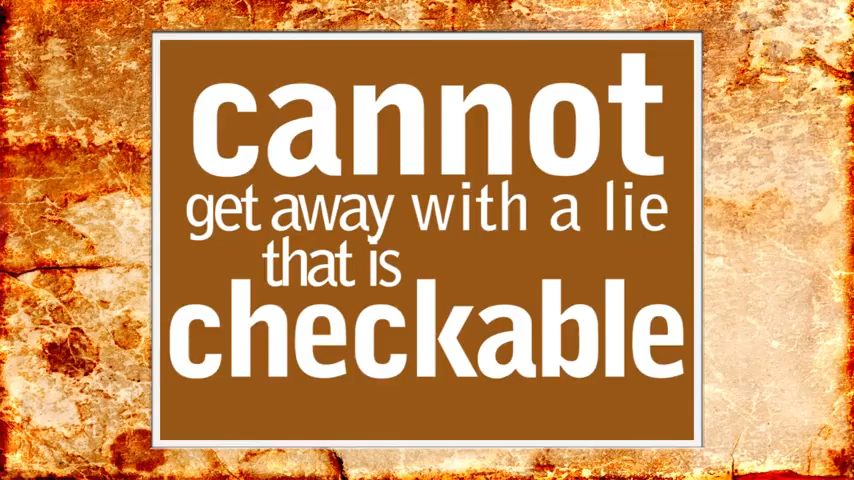 cannot
get away with a lie
that is
checkable